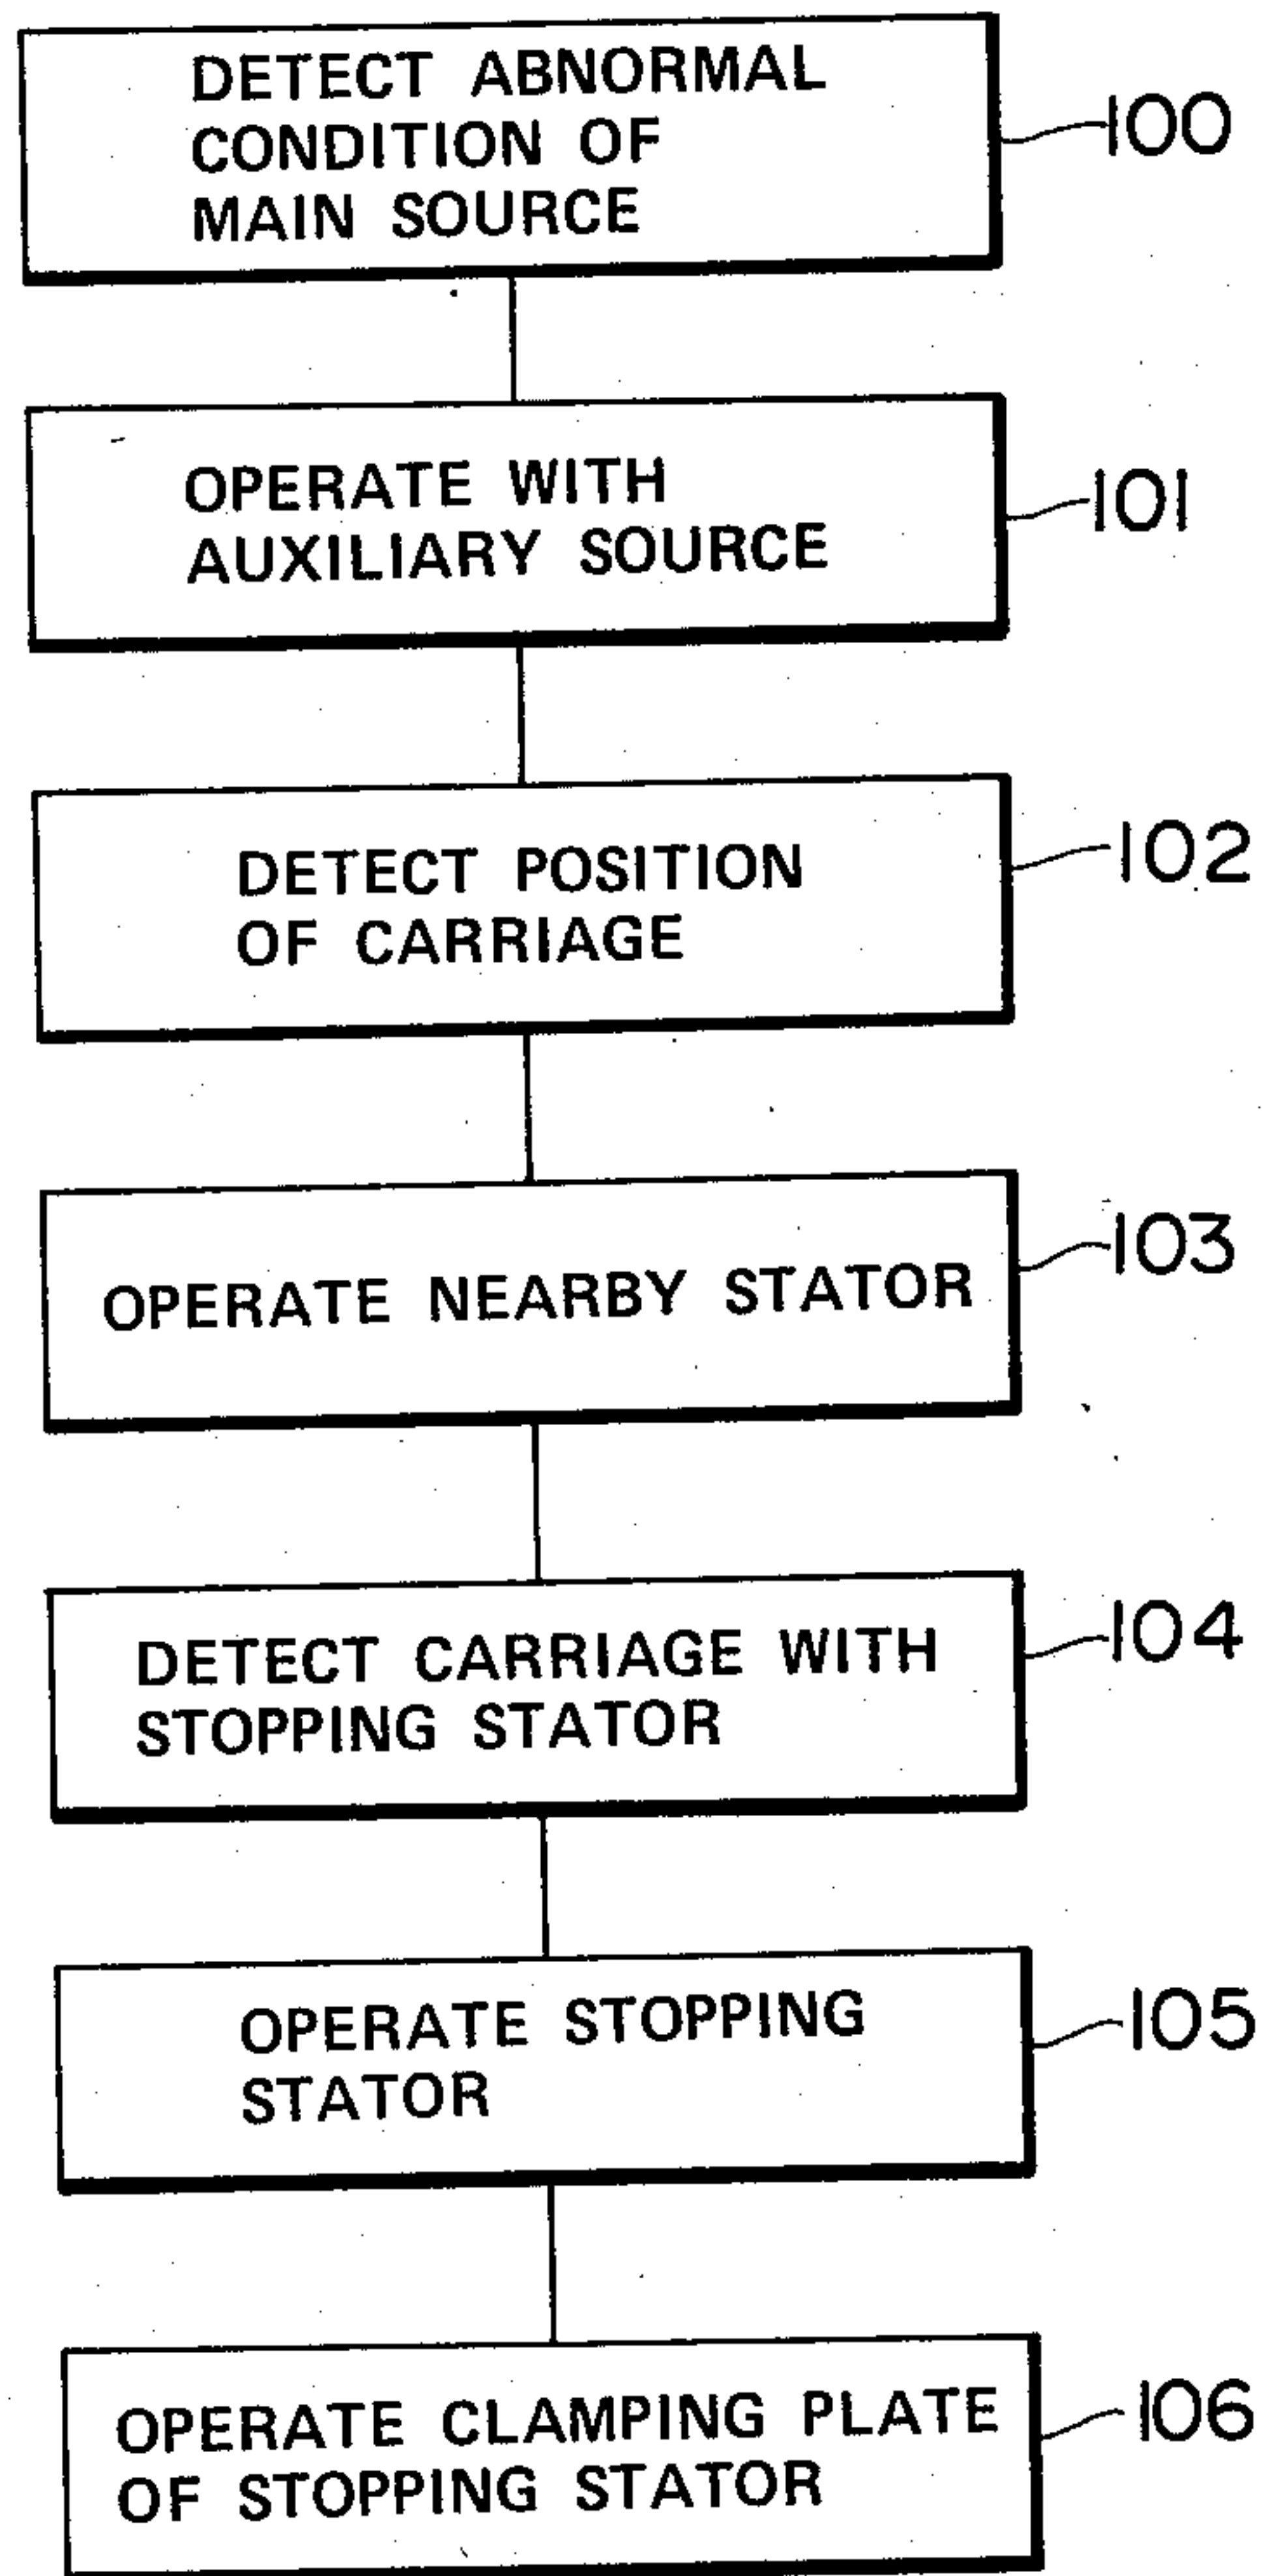 DETECT ABNORMAL
CONDITION OF
MAIN SOURCE
100
OPERATE WITH
AUXILIARY SOURCE
101
DETECT POSITION
OF CARRIAGE
102
OPERATE NEARBY STATOR
103
DETECT CARRIAGE WITH
STOPPING STATOR
104
OPERATE STOPPING
STATOR
105
OPERATE CLAMPING PLATE
OF STOPPING STATOR
106